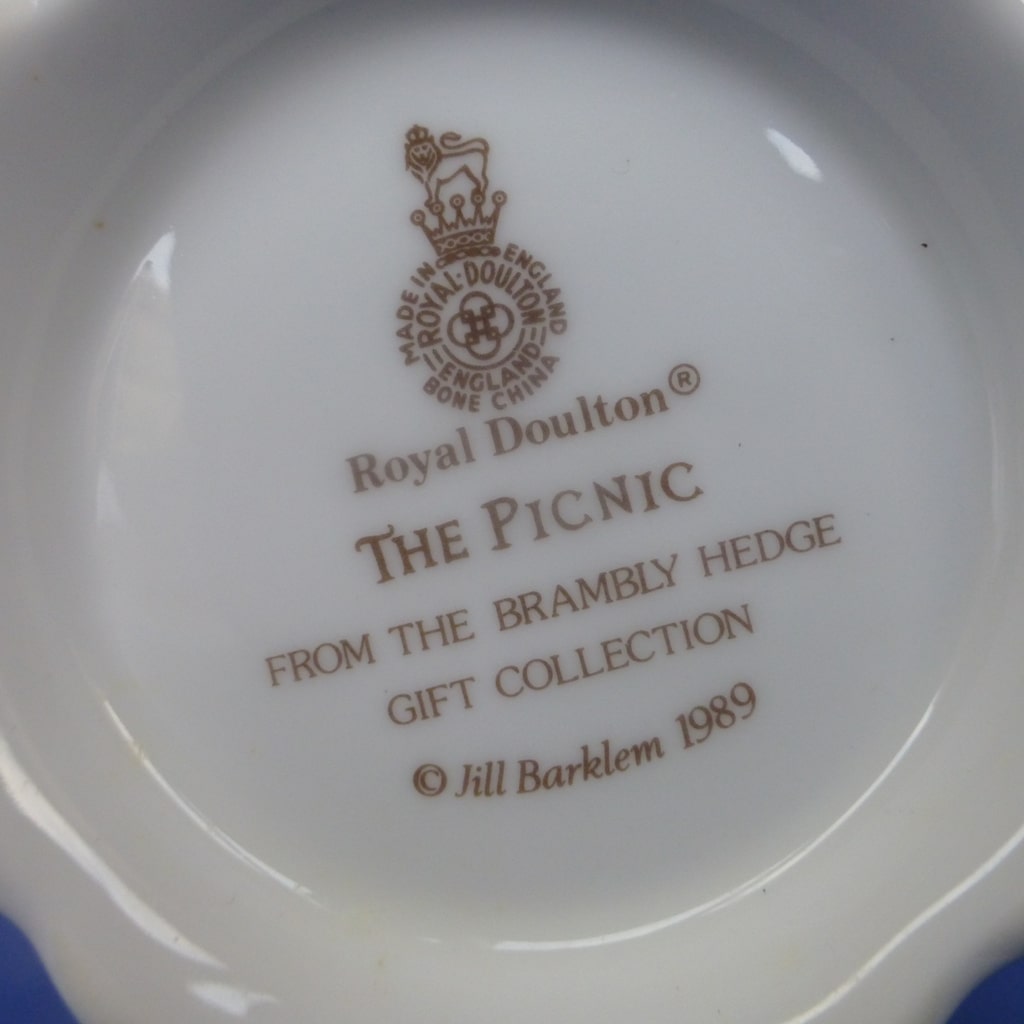 MADE IN ENGLAND
ROYAL·DOULTON
ENGLAND
BONE CHINA
Royal Doulton®
THE PICNIC
FROM THE BRAMBLY HEDGE
GIFT COLLECTION
© Jill Barklem 1989